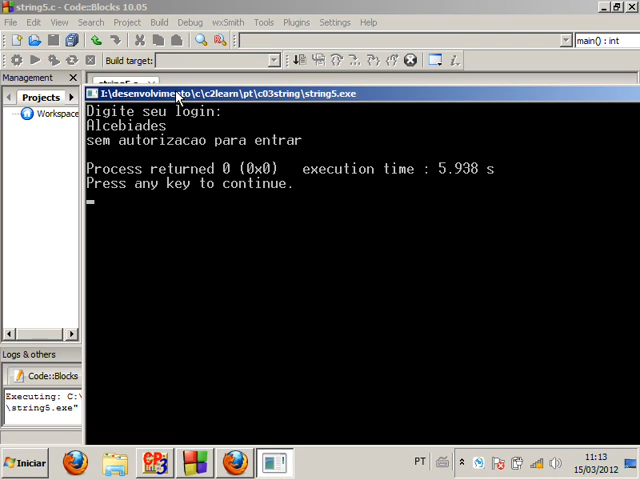 string5.c - Code::Blocks 10.05
File Edit View Search Project Build Debug wxSmith Tools Plugins Settings Help
Build target:
main() : int
Management
Projects
Workspace
I:\desenvolvimento\c\c2learn\pt\c03string\string5.exe
Digite seu login:
Alcebiades
sem autorizacao para entrar
Process returned 0 (0x0) execution time : 5.938 s
Press any key to continue.
Logs & others
Code::Blocks
Executing: C:\
\string5.exe"
Iniciar
PT
11:13
15/03/2012